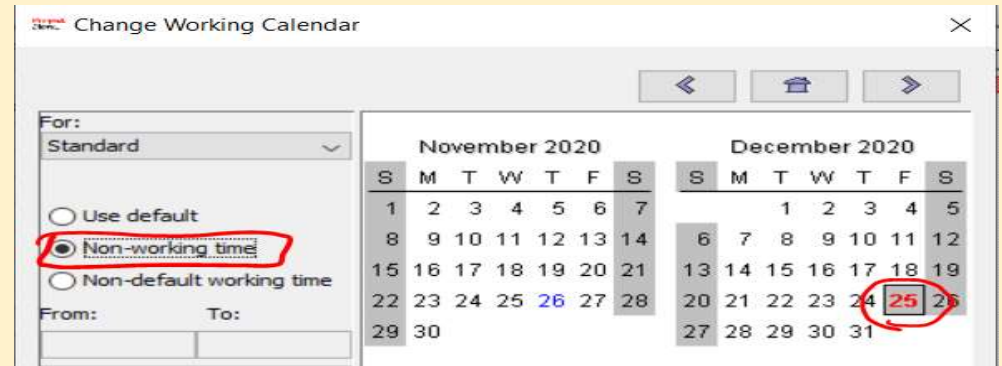 Change Working Calendar
For:
Standard
Use default
Non-working time
Non-default working time
From: To:
November 2020
S M T W T F S
1 2 3 4 5 6 7
8 9 10 11 12 13 14
15 16 17 18 19 20 21
22 23 24 25 26 27 28
29 30
December 2020
S M T W T F S
1 2 3 4 5
6 7 8 9 10 11 12
13 14 15 16 17 18 19
20 21 22 23 24 25 26
27 28 29 30 31